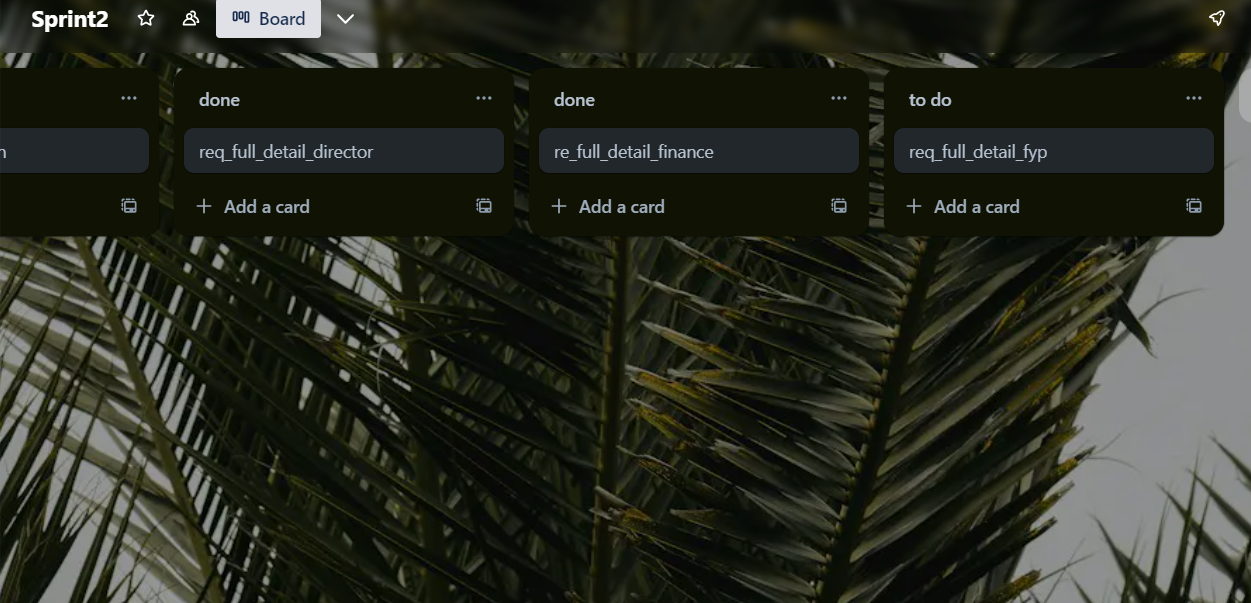 Sprint2
Board
done
done
to do
req_full_detail_director
re_full_detail_finance
req_full_detail_fyp
Add a card
Add a card
Add a card